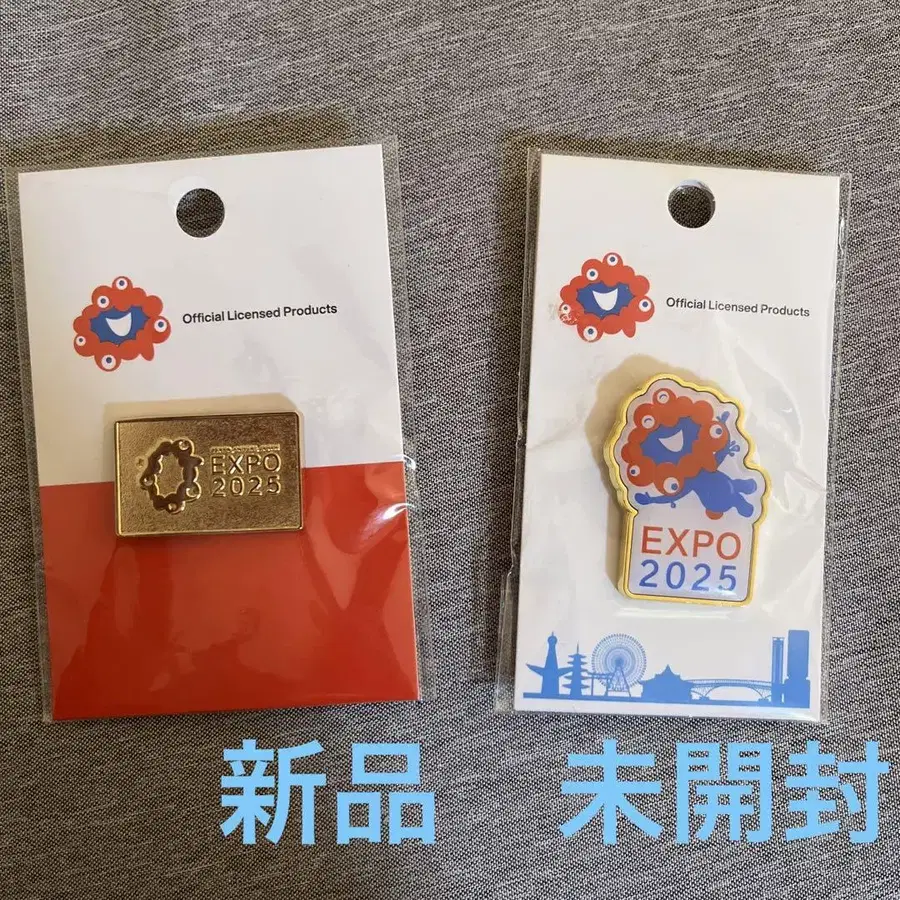 Official Licensed Products
EXPO
2025
Official Licensed Products
EXPO
2025
新品 未開封